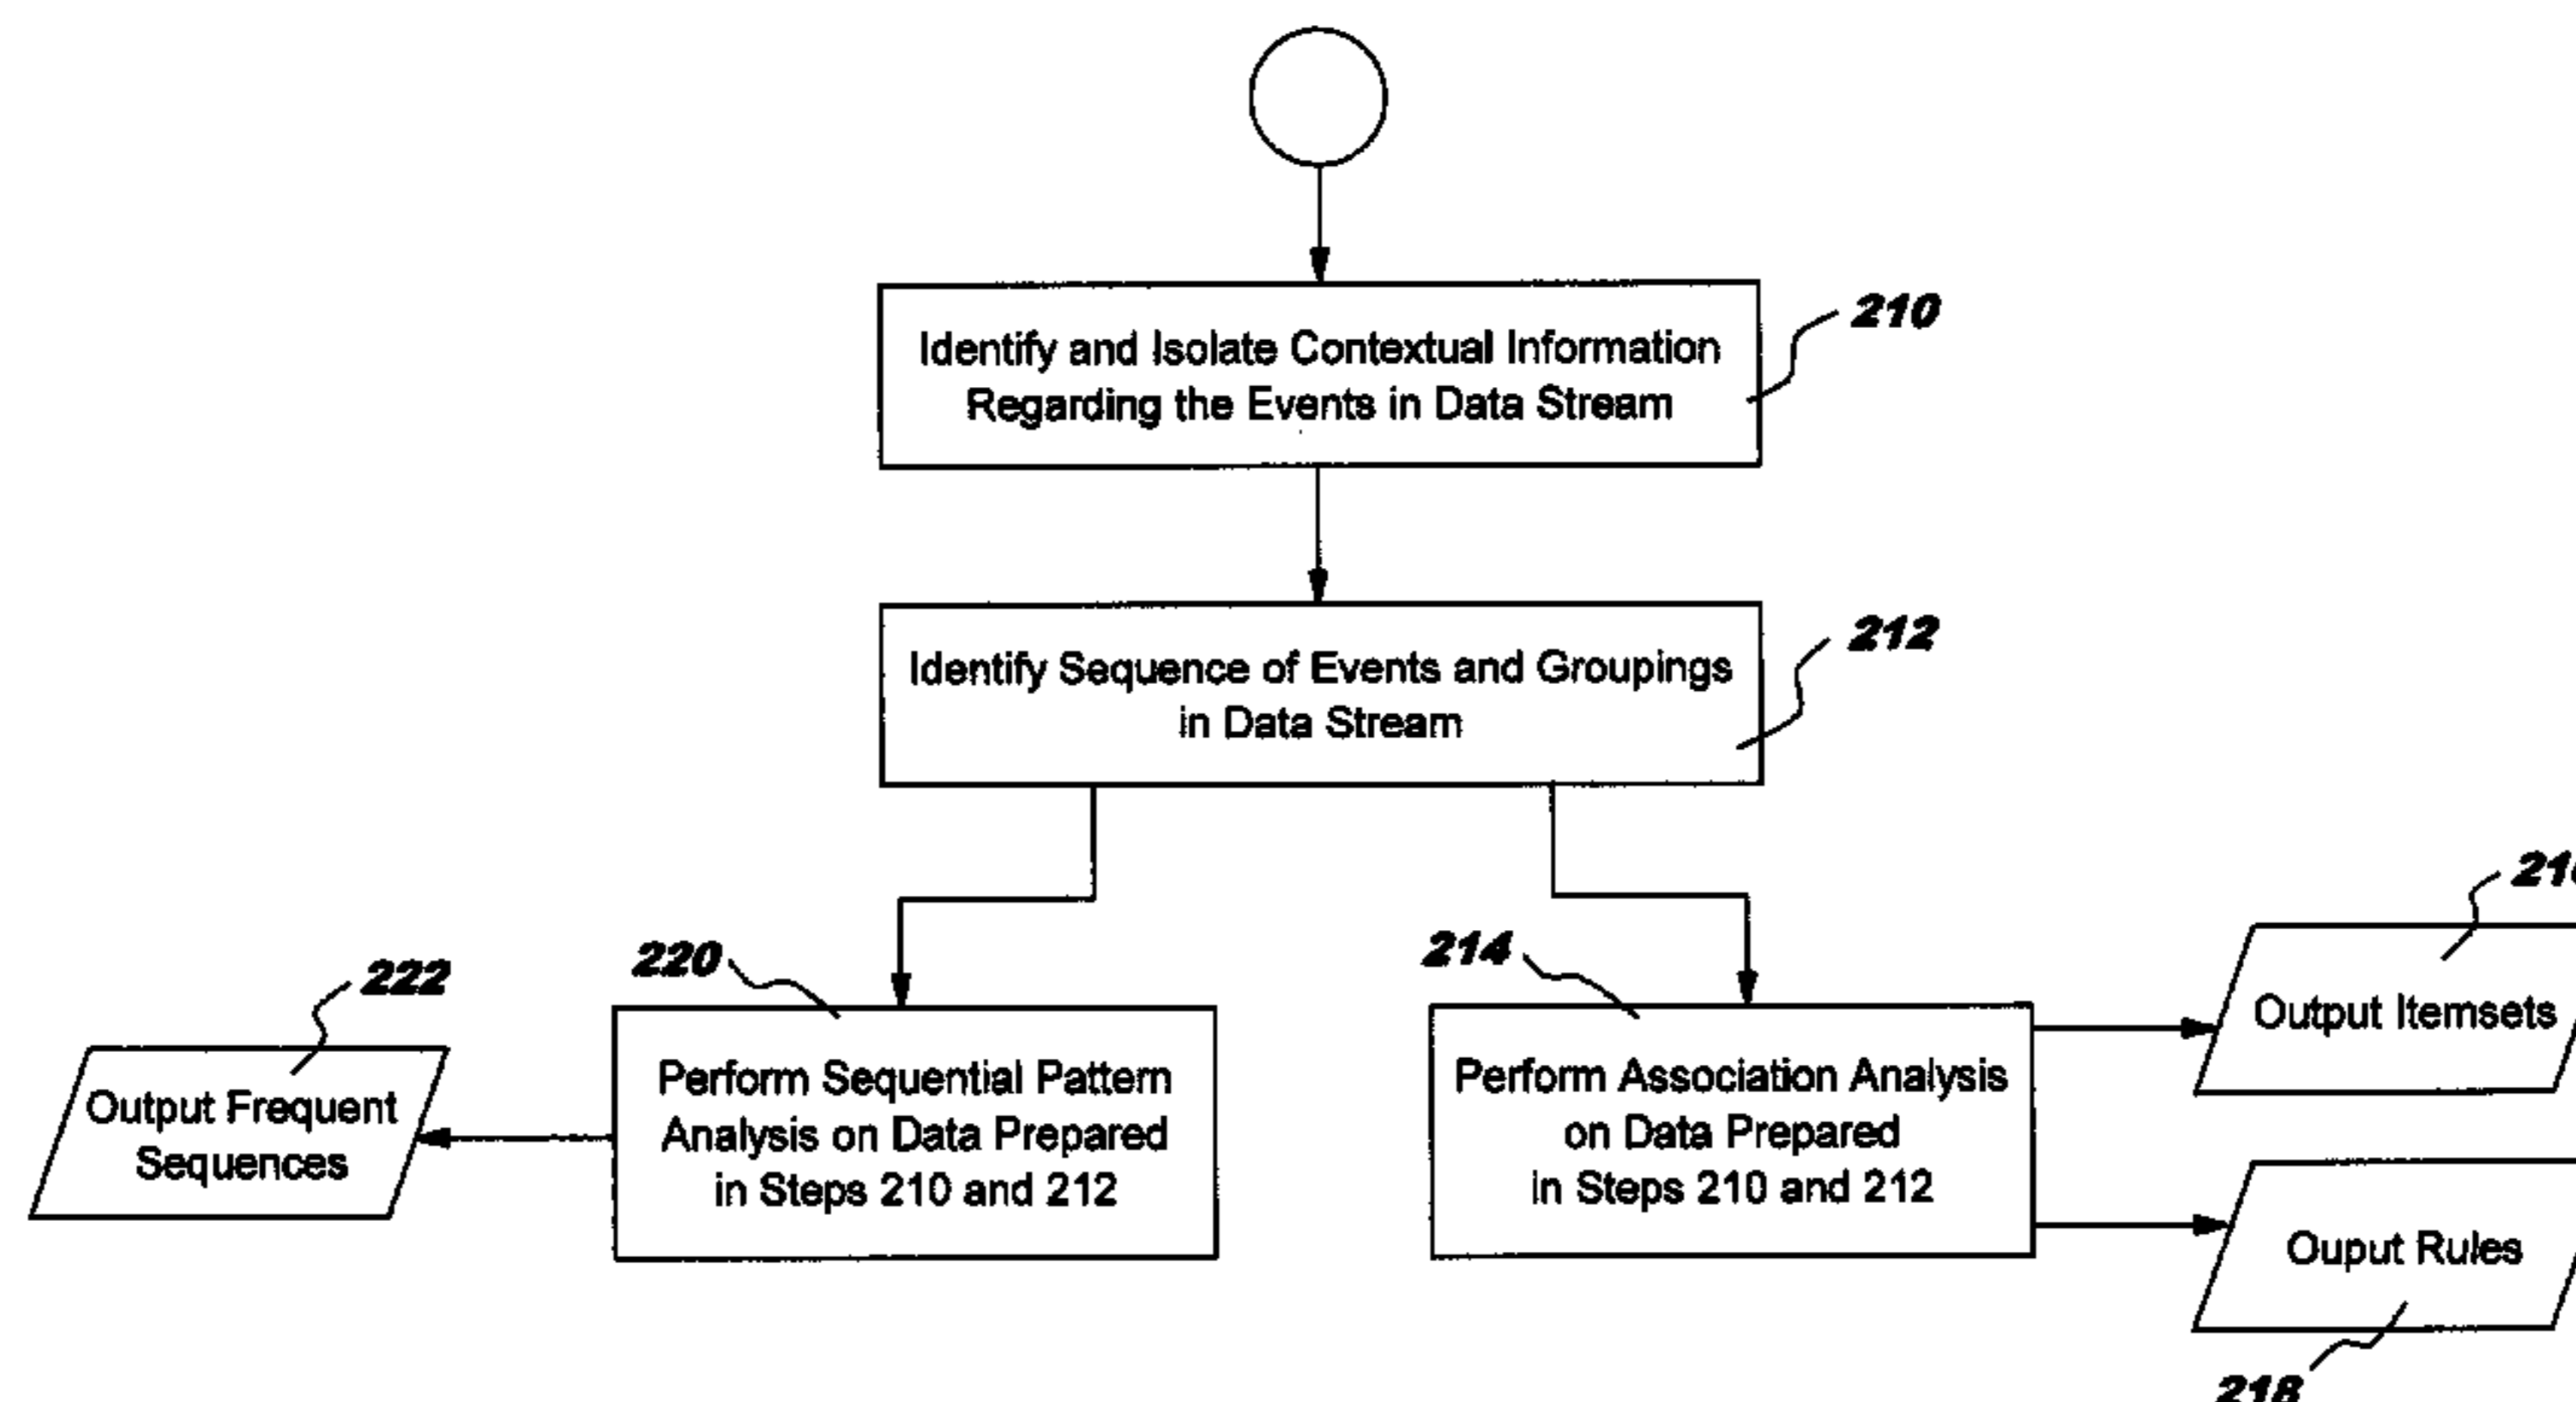 210
Identify and Isolate Contextual Information
Regarding the Events in Data Stream
212
Identify Sequence of Events and Groupings
in Data Stream
222
Output Frequent
Sequences
220
Perform Sequential Pattern
Analysis on Data Prepared
in Steps 210 and 212
214
Perform Association Analysis
on Data Prepared
in Steps 210 and 212
Output Itemsets
Ouput Rules
218